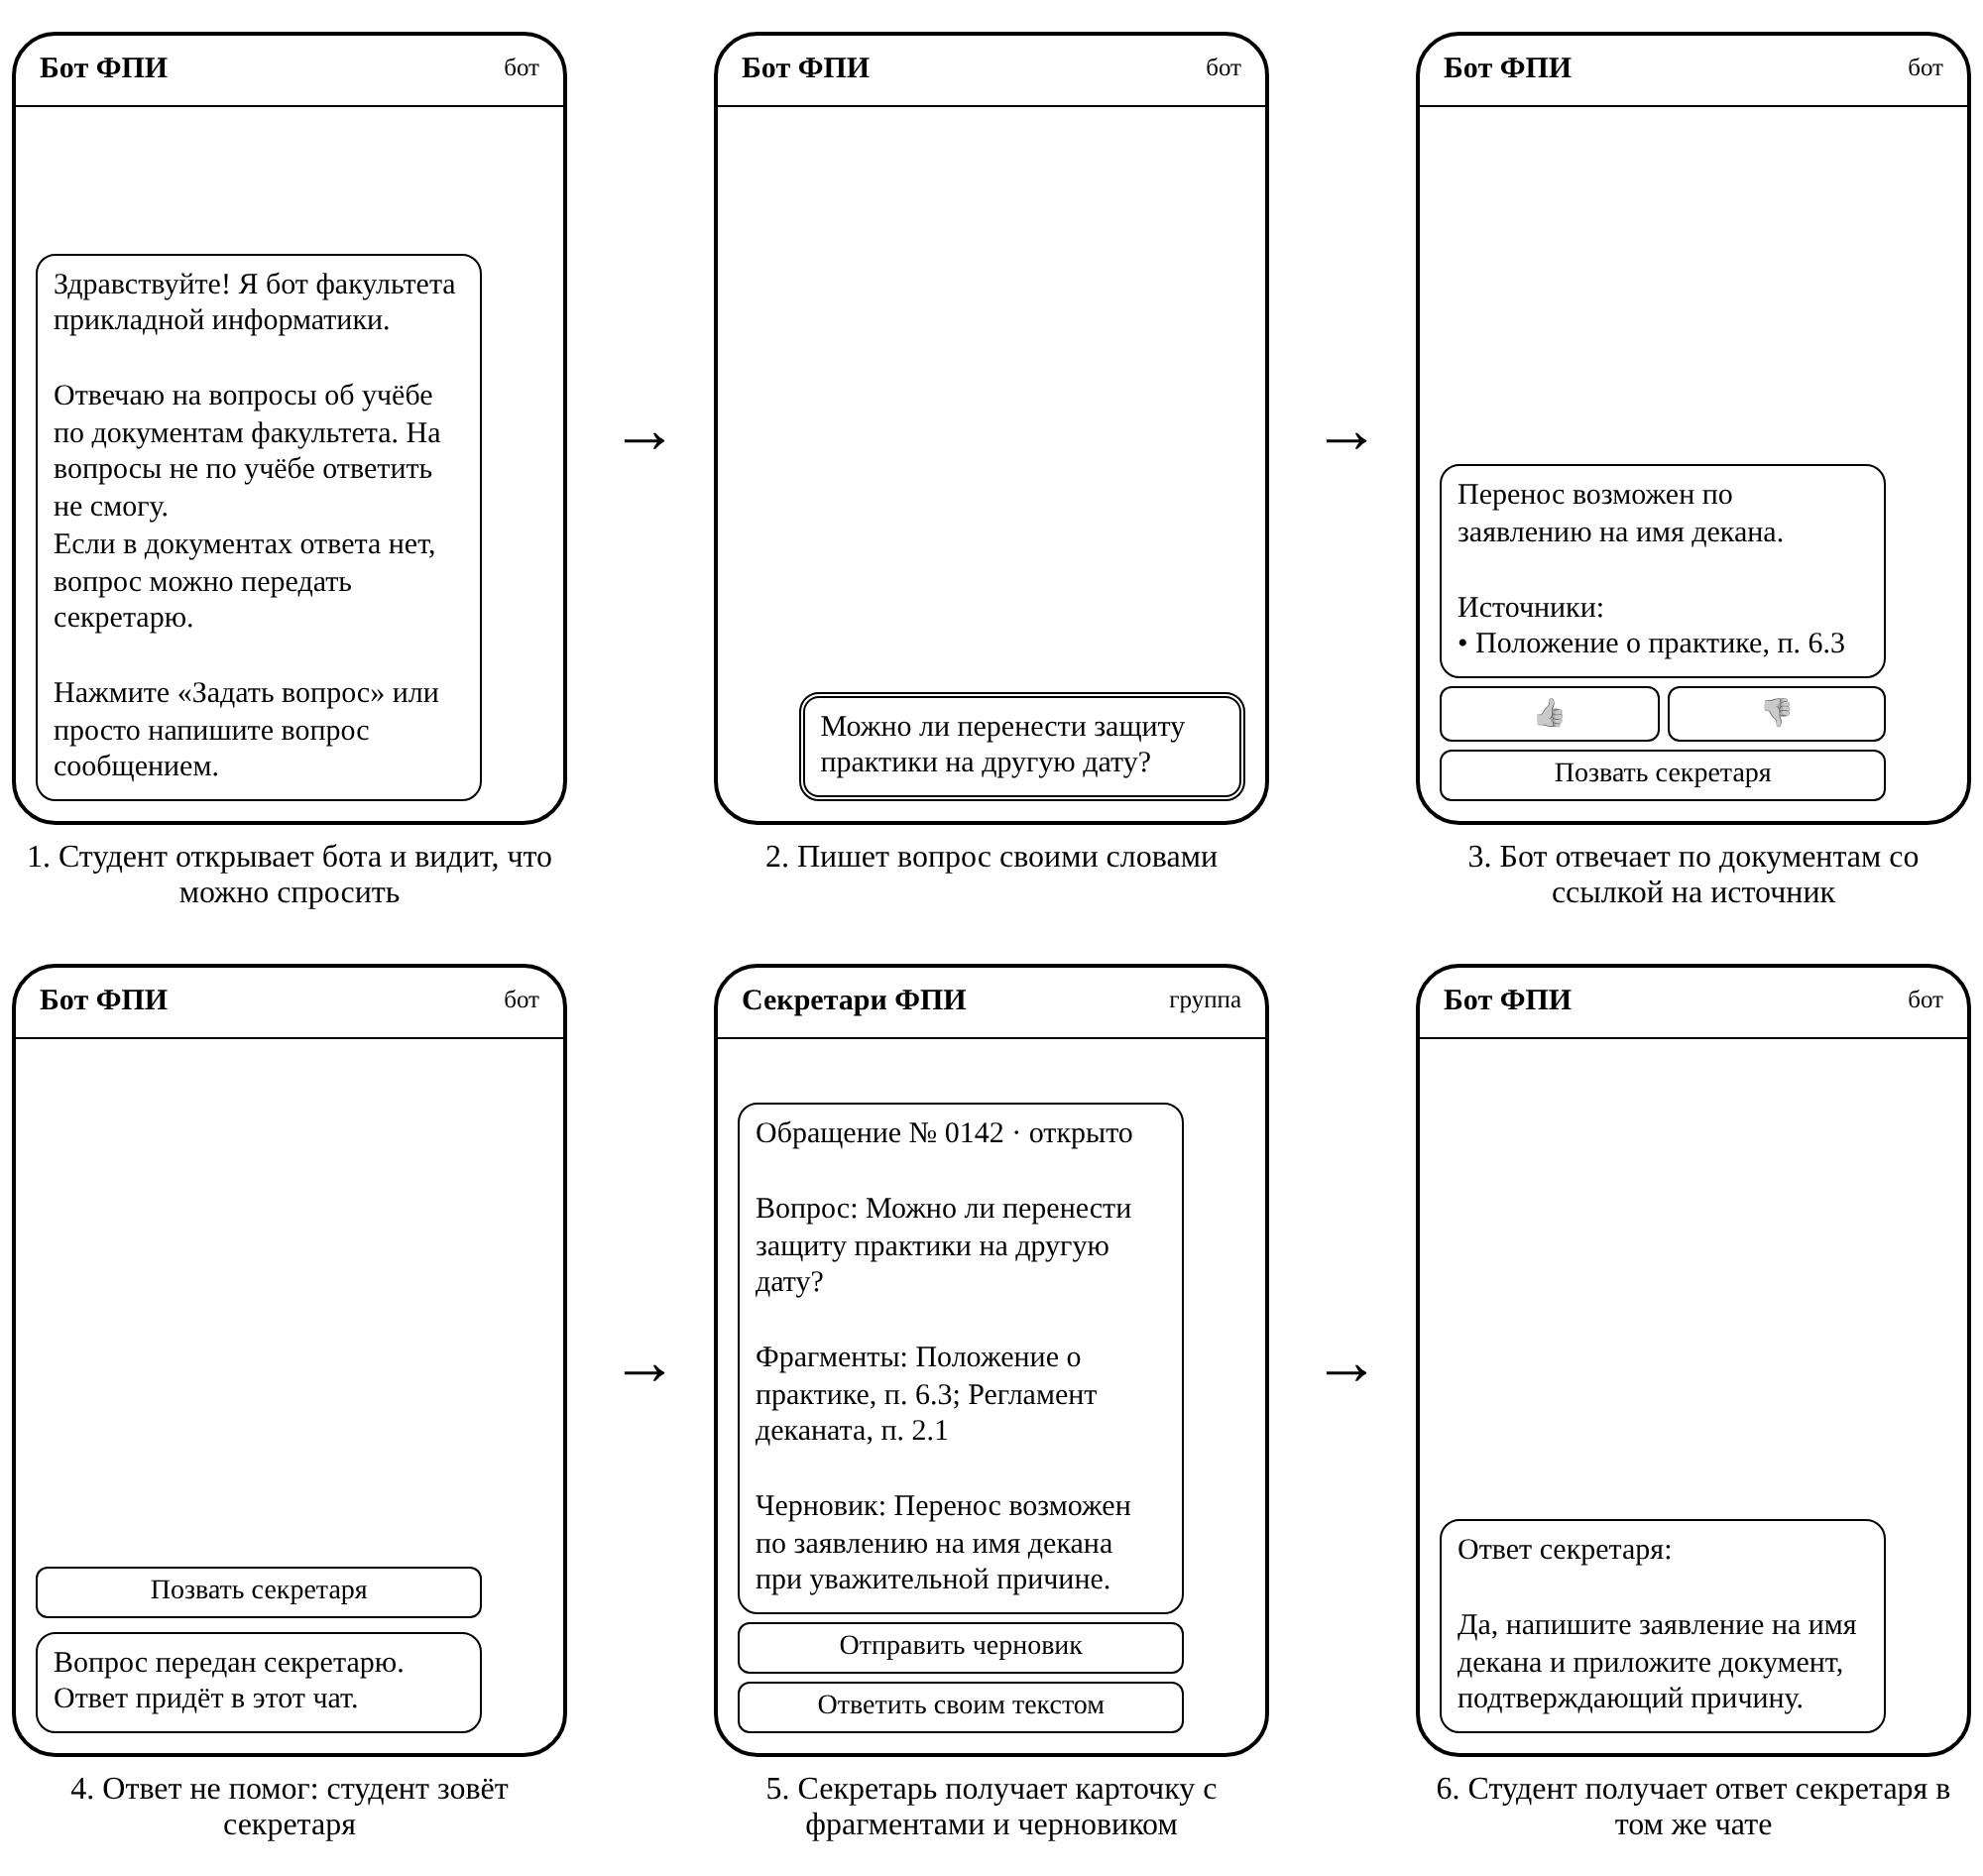 Бот ФПИ бот
Здравствуйте! Я бот факультета
прикладной информатики.
Отвечаю на вопросы об учёбе
по документам факультета. На
вопросы не по учёбе ответить
не смогу.
Если в документах ответа нет,
вопрос можно передать
секретарю.
Нажмите «Задать вопрос» или
просто напишите вопрос
сообщением.
1. Студент открывает бота и видит, что
можно спросить
→
Бот ФПИ бот
Можно ли перенести защиту
практики на другую дату?
2. Пишет вопрос своими словами
→
Бот ФПИ бот
Перенос возможен по
заявлению на имя декана.
Источники:
• Положение о практике, п. 6.3
👍 👎
Позвать секретаря
3. Бот отвечает по документам со
ссылкой на источник
Бот ФПИ бот
Позвать секретаря
Вопрос передан секретарю.
Ответ придёт в этот чат.
4. Ответ не помог: студент зовёт
секретаря
→
Секретари ФПИ группа
Обращение № 0142 · открыто
Вопрос: Можно ли перенести
защиту практики на другую
дату?
Фрагменты: Положение о
практике, п. 6.3; Регламент
деканата, п. 2.1
Черновик: Перенос возможен
по заявлению на имя декана
при уважительной причине.
Отправить черновик
Ответить своим текстом
5. Секретарь получает карточку с
фрагментами и черновиком
→
Бот ФПИ бот
Ответ секретаря:
Да, напишите заявление на имя
декана и приложите документ,
подтверждающий причину.
6. Студент получает ответ секретаря в
том же чате